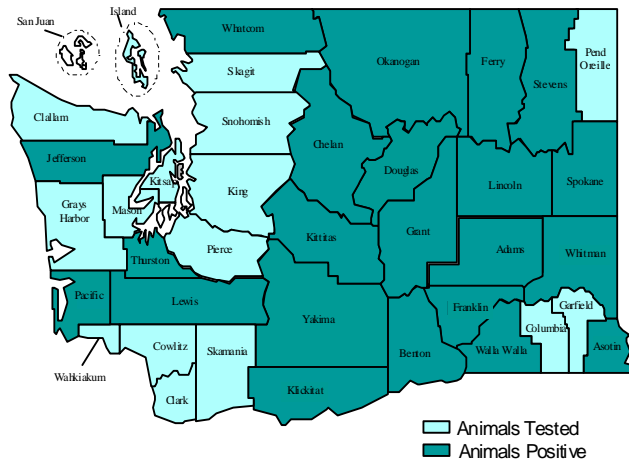 San Juan
Island
Whatcom
Skagit
Okanogan
Ferry
Stevens
Pend
Oreille
Clallam
Snohomish
Chelan
Jefferson
Douglas
Kitsap
King
Lincoln
Spokane
Grays
Harbor
Mason
Kittitas
Grant
Adams
Pierce
Thurston
Whitman
Pacific
Lewis
Yakima
Franklin
Garfield
Columbia
Walla Walla
Asotin
Benton
Cowlitz
Skamania
Wahkiakum
Clark
Klickitat
Animals Tested
Animals Positive